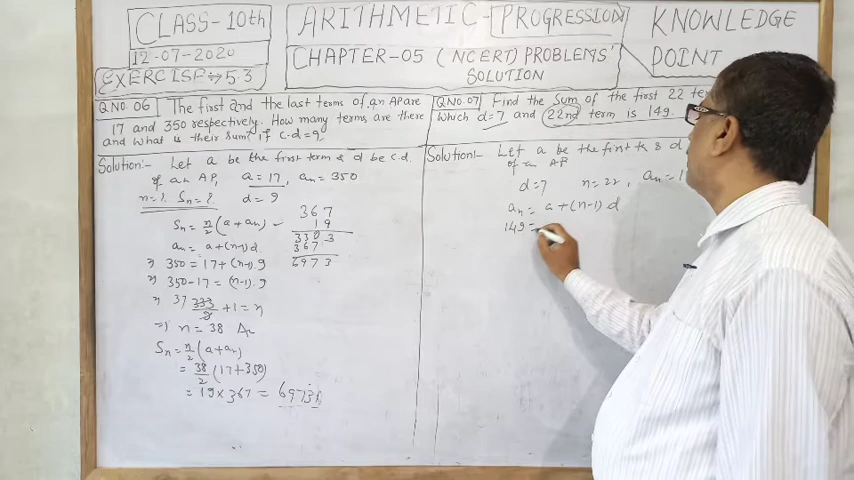 CLASS-10th
12-07-2020
EXERCISE 5.3
ARITHMETIC-PROGRESSION
CHAPTER-05 (NCERT) PROBLEMS'
SOLUTION
KNOWLEDGE
POINT
Q.NO.06 The first and the last terms of an AP are
17 and 350 respectively. How many terms are there
and what is their sum if C.d=9.
Solution:- Let a be the first term & d be c.d.
of an AP, a = 17, an = 350
n=?, Sn=?, d = 9
Sn = n/2 (a + an)
an = a+(n-1)d.
⇒ 350 = 17 + (n-1).9
⇒ 350-17 = (n-1).9
⇒ 37 333/9 +1 = n
⇒ n = 38
Sn = n/2 (a+an)
= 38/2 (17+350)
= 19 × 367 = 6973
367
19
3303
367
6973
Q.NO.07 Find the sum of the first 22
which d=7 and 22nd term is 149.
Solution:- Let a be the first & d
of an AP
d=7 n=22, an = 1
an = a + (n-1) d
149 =